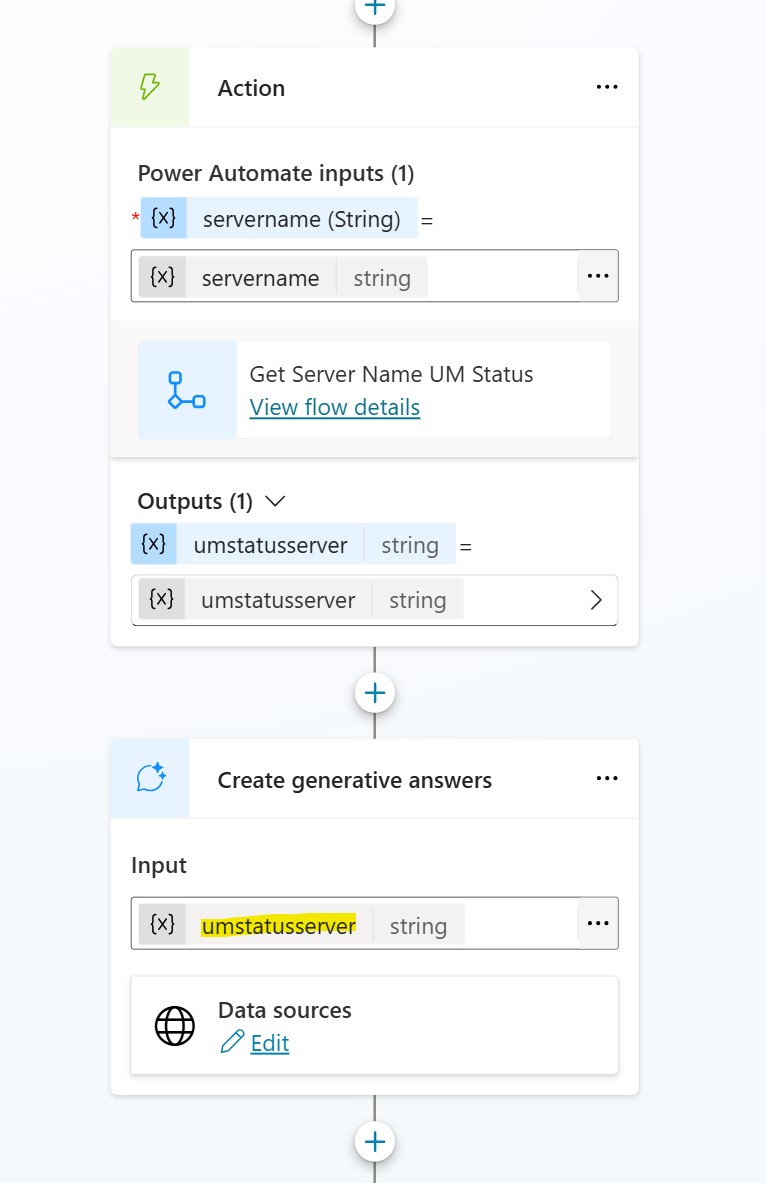 Action
Power Automate inputs (1)
* {x} servername (String) =
{x} servername string
Get Server Name UM Status
View flow details
Outputs (1)
{x} umstatusserver string =
{x} umstatusserver string
Create generative answers
Input
{x} umstatusserver string
Data sources
Edit